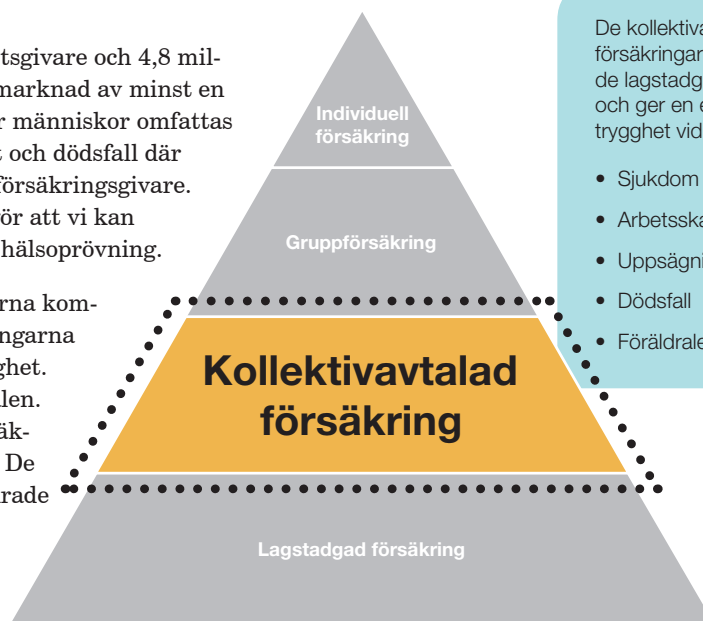 tsgivare och 4,8 mil-
marknad av minst en
r människor omfattas
t och dödsfall där
försäkringsgivare.
ör att vi kan
hälsoprövning.
rna kom-
ngarna
ghet.
len.
äk-
De
rade
Individuell
försäkring
Gruppförsäkring
Kollektivavtalad
försäkring
Lagstadgad försäkring
De kollektiva
försäkringar
de lagstadg
och ger en e
trygghet vid
• Sjukdom
• Arbetsska
• Uppsägni
• Dödsfall
• Föräldrale